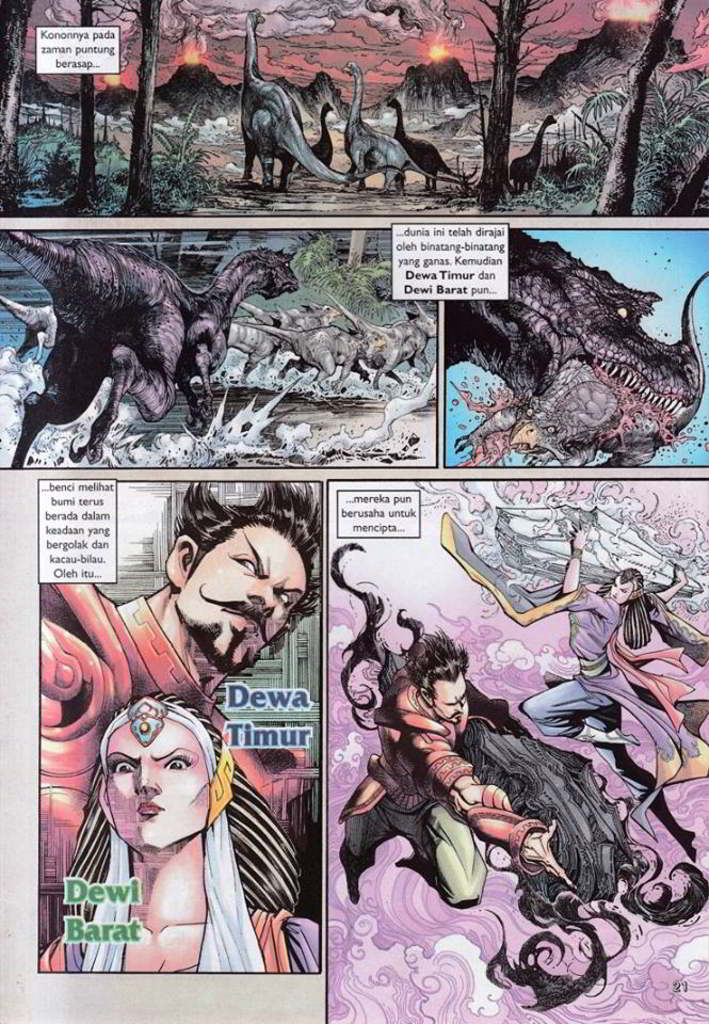 Kononnya pada
zaman puntung
berasap...
...dunia ini telah dirajai
oleh binatang-binatang
yang ganas. Kemudian
Dewa Timur dan
Dewi Barat pun...
...benci melihat
bumi terus
berada dalam
keadaan yang
bergolak dan
kacau-bilau.
Oleh itu...
Dewa
Timur
Dewi
Barat
...mereka pun
berusaha untuk
mencipta...
21